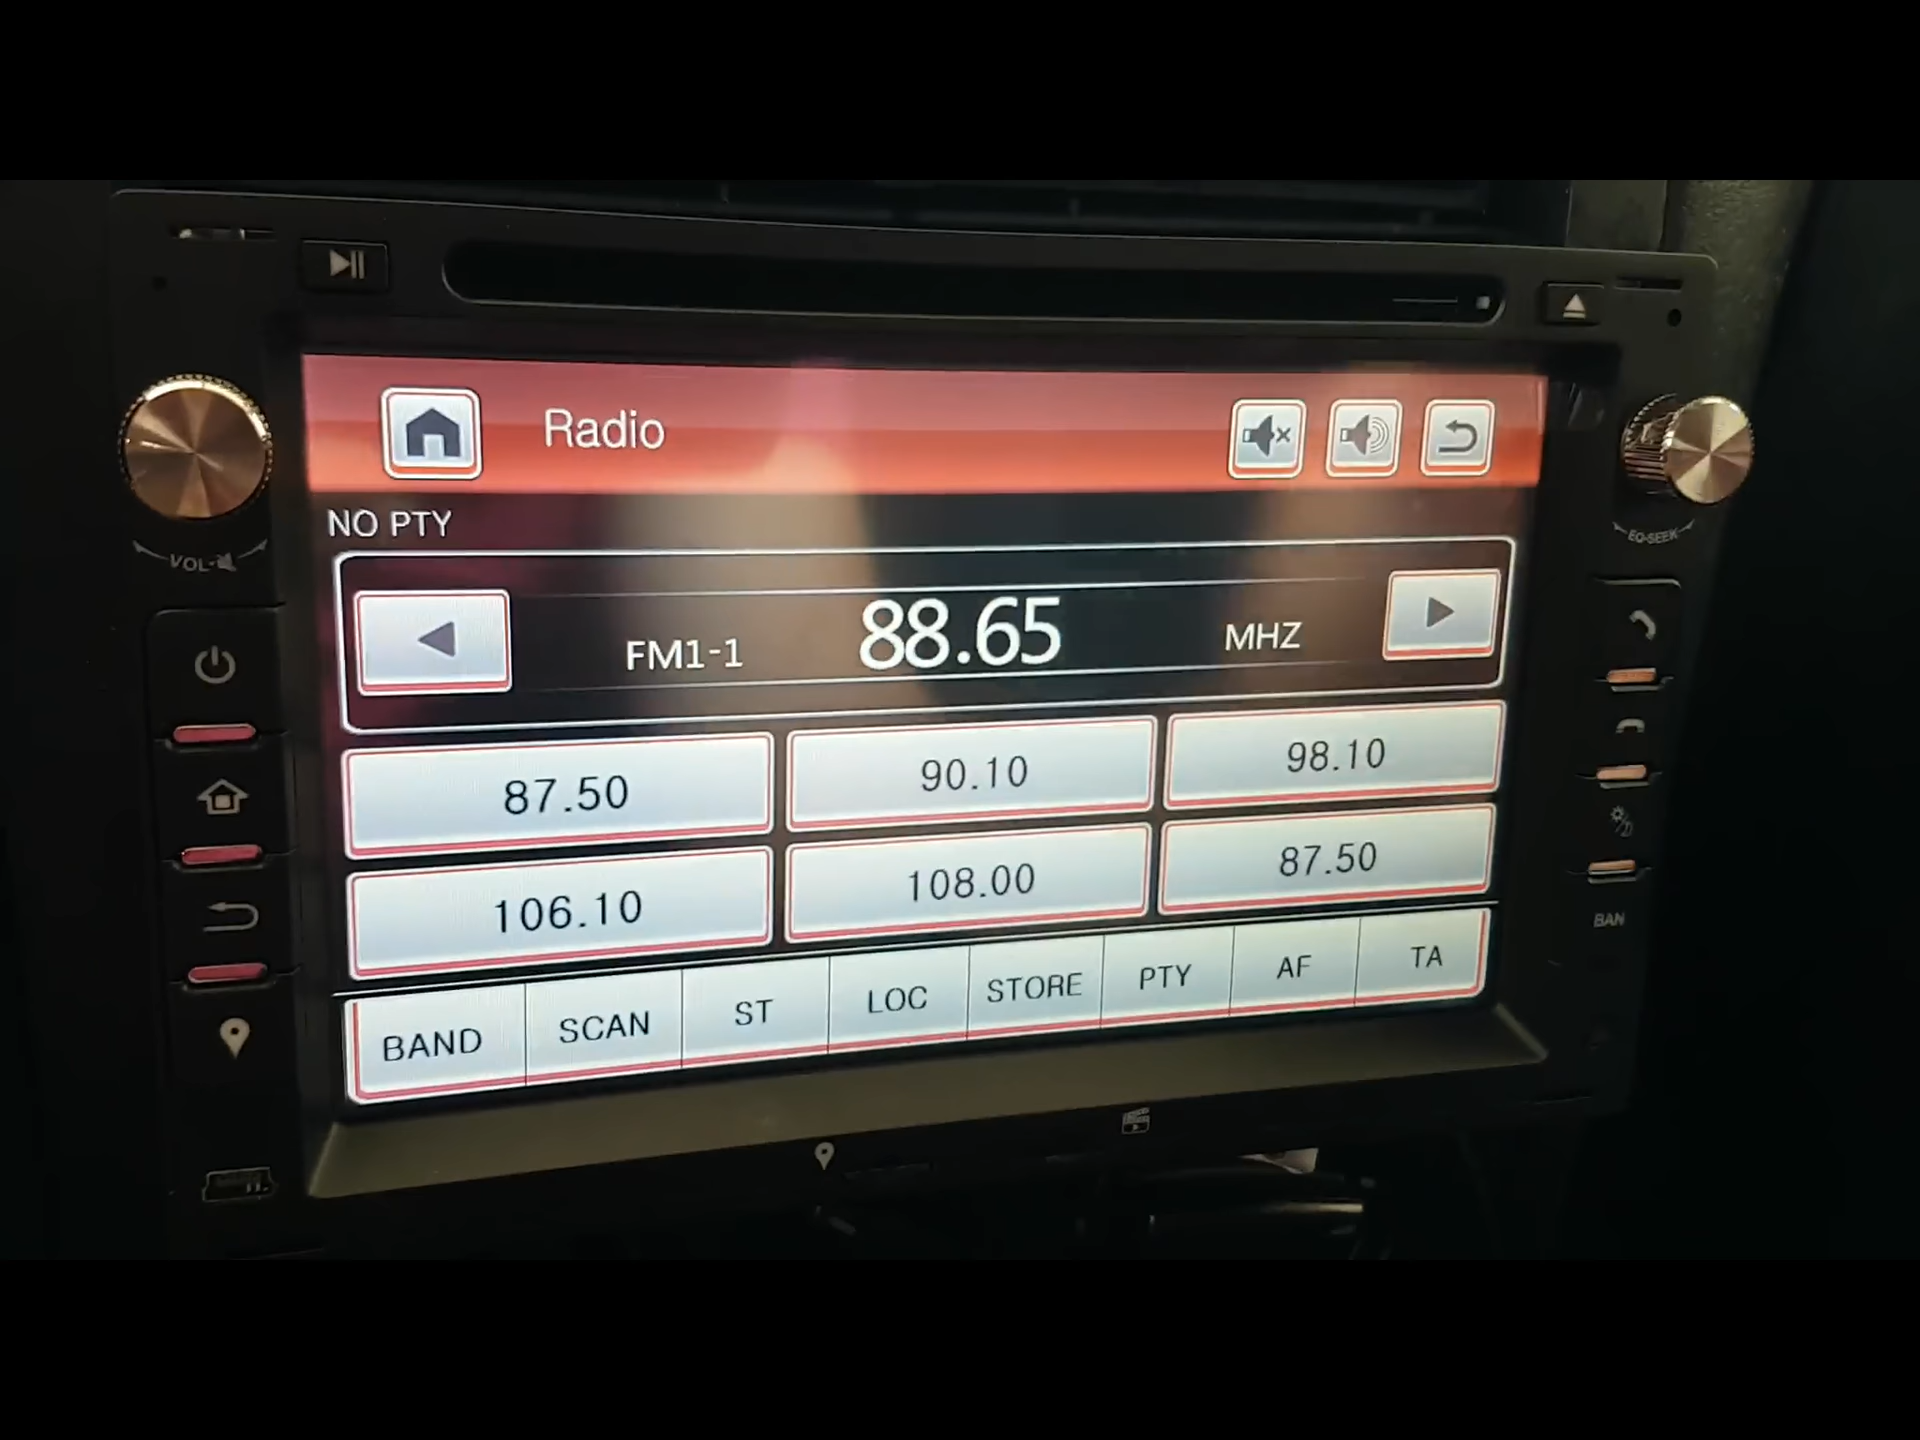 Radio
NO PTY
FM1-1 88.65 MHZ
87.50 90.10 98.10
106.10 108.00 87.50
BAND SCAN ST LOC STORE PTY AF TA
VOL-
EQ-SEEK
BAN